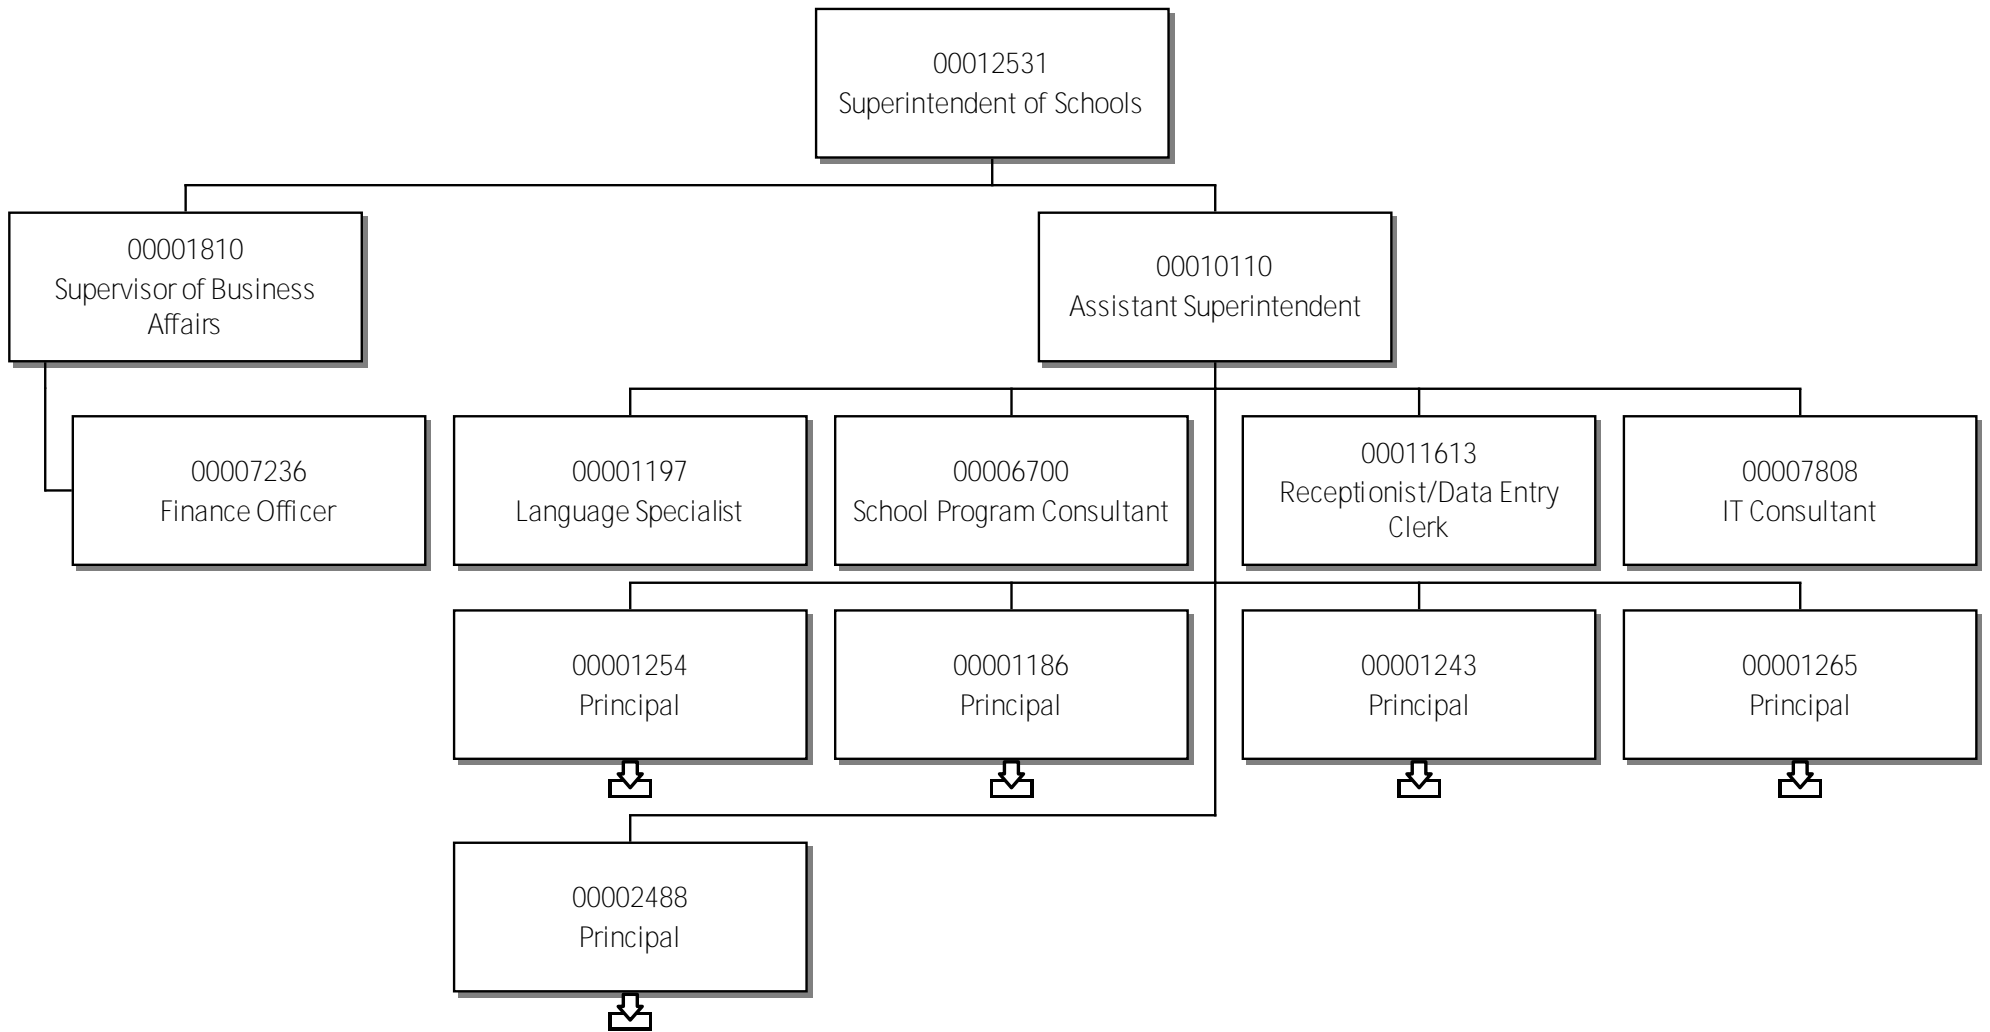 00012531
Superintendent of Schools
00001810
Supervisor of Business
Affairs
00010110
Assistant Superintendent
00007236
Finance Officer
00001197
Language Specialist
00006700
School Program Consultant
00011613
Receptionist/Data Entry
Clerk
00007808
IT Consultant
00001254
Principal
00001186
Principal
00001243
Principal
00001265
Principal
00002488
Principal